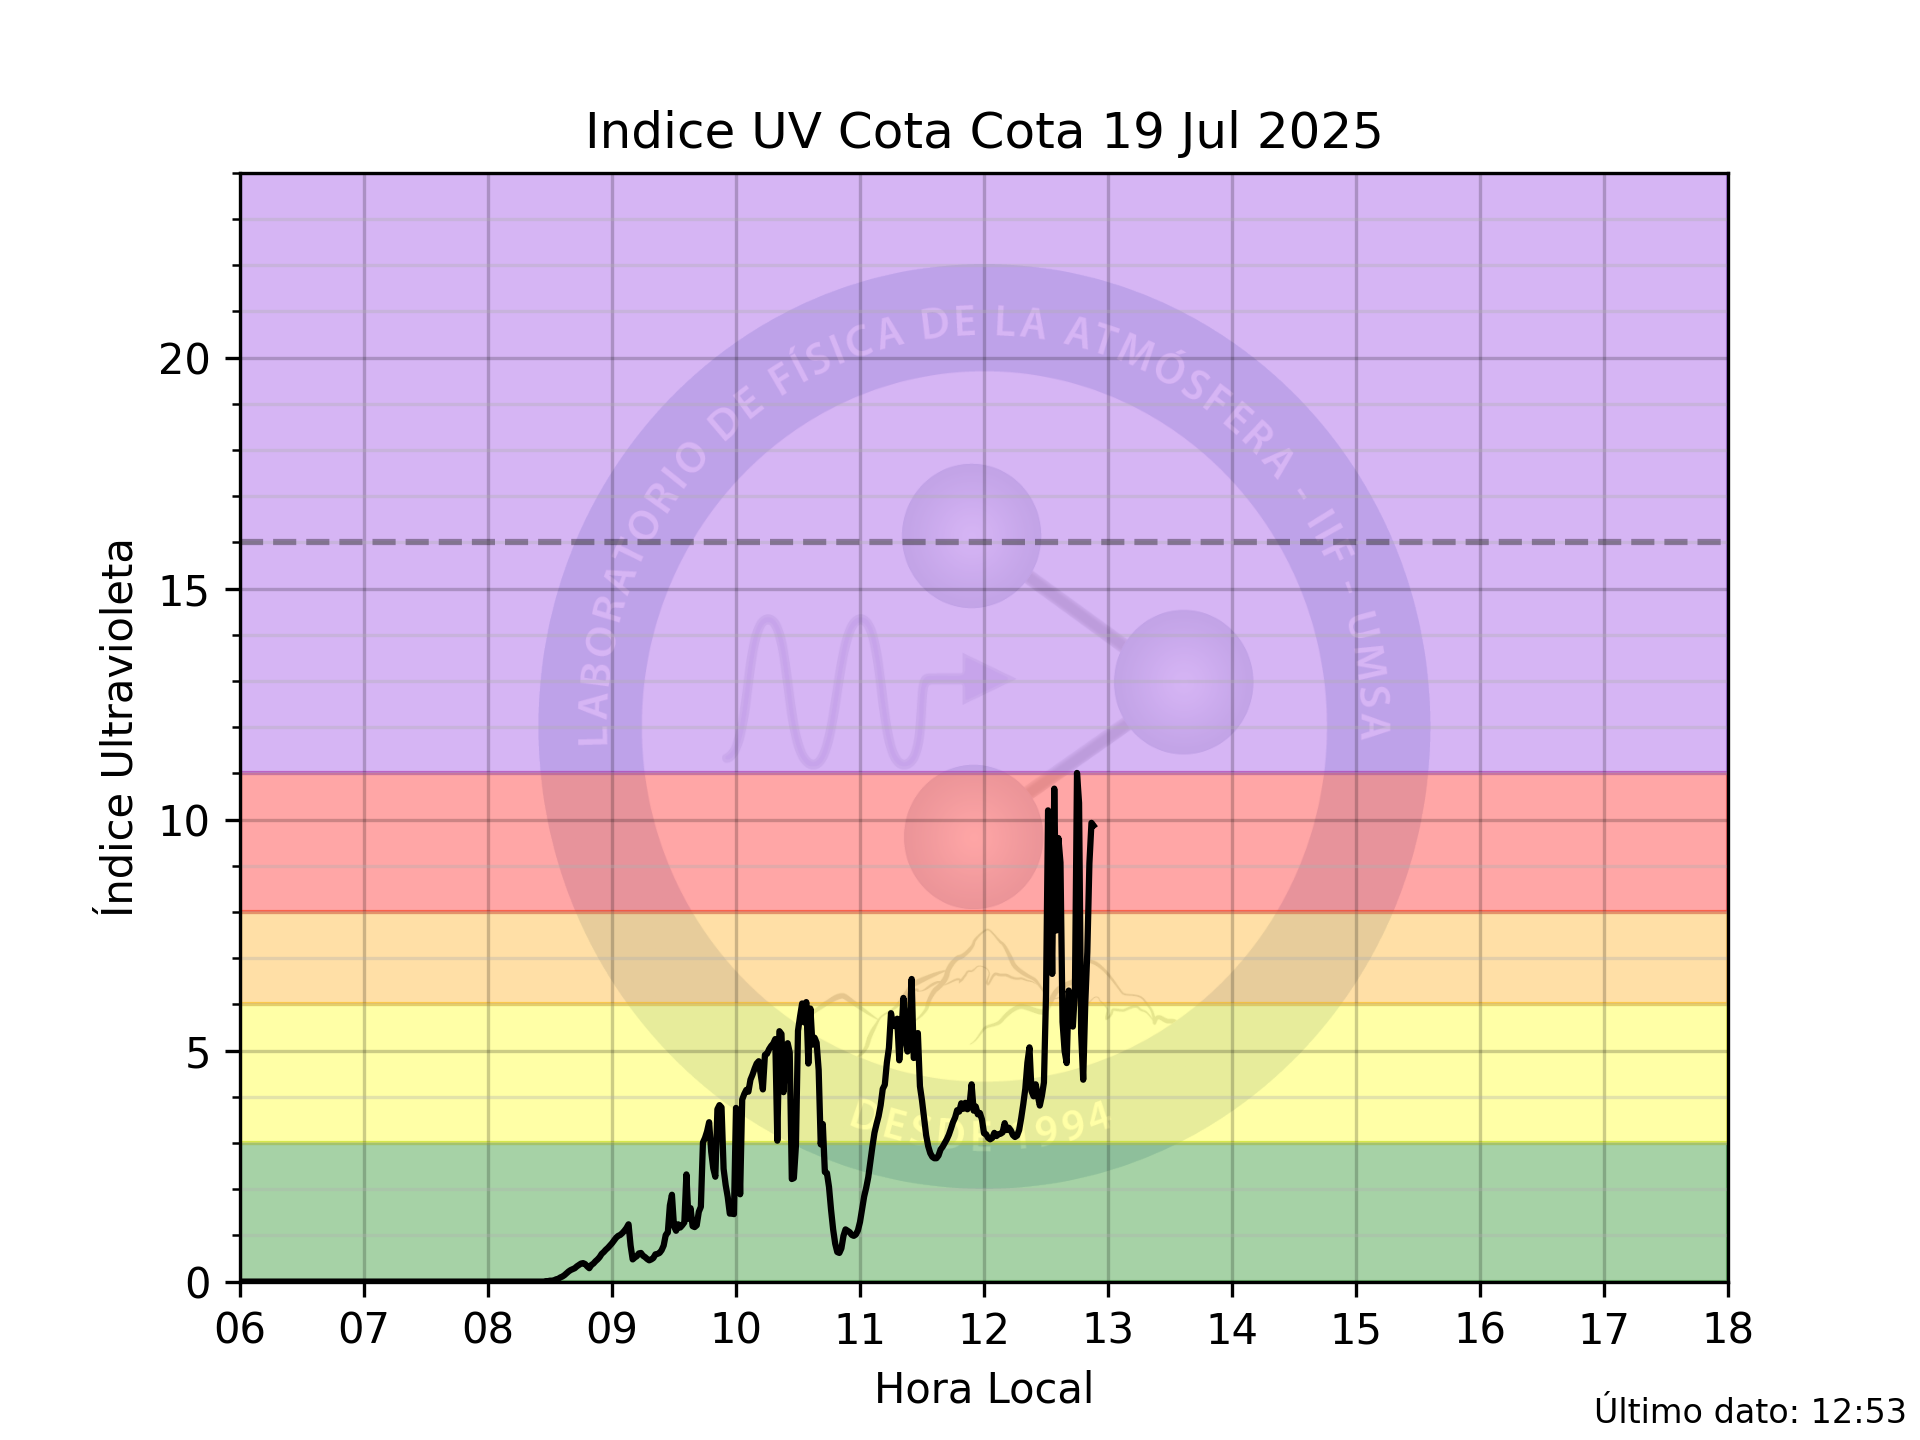 Indice UV Cota Cota 19 Jul 2025
Índice Ultravioleta
20
15
10
5
0
LABORATORIO DE FÍSICA DE LA ATMÓSFERA - IIF - UMSA
DESDE 1994
06 07 08 09 10 11 12 13 14 15 16 17 18
Hora Local
Último dato: 12:53